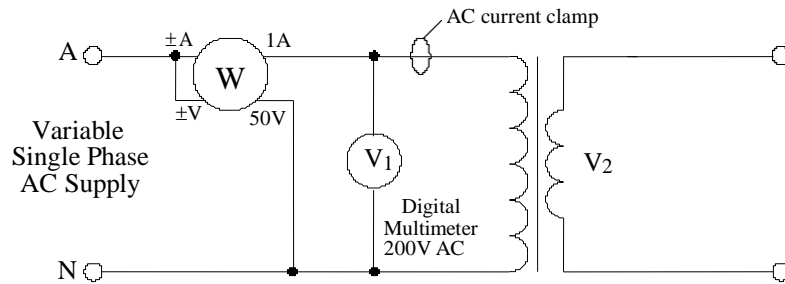 AC current clamp
A
±A
1A
W
±V
50V
Variable
Single Phase
AC Supply
V1
V2
Digital
Multimeter
200V AC
N